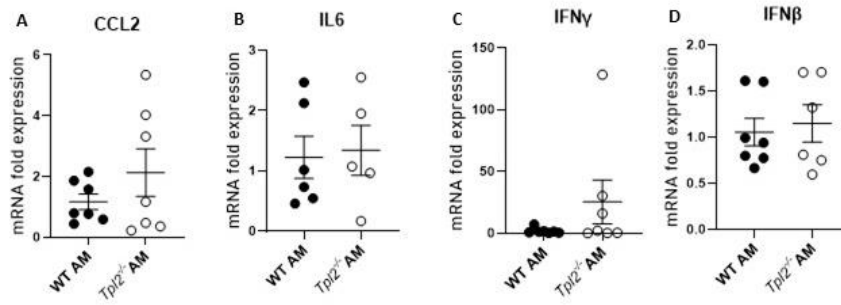 A
CCL2
mRNA fold expression
6
4
2
0
WT AM
Tpl2-/- AM
B
IL6
mRNA fold expression
3
2
1
0
WT AM
Tpl2-/- AM
C
IFNγ
mRNA fold expression
150
100
50
0
WT AM
Tpl2-/- AM
D
IFNβ
mRNA fold expression
2.0
1.5
1.0
0.5
0.0
WT AM
Tpl2-/- AM